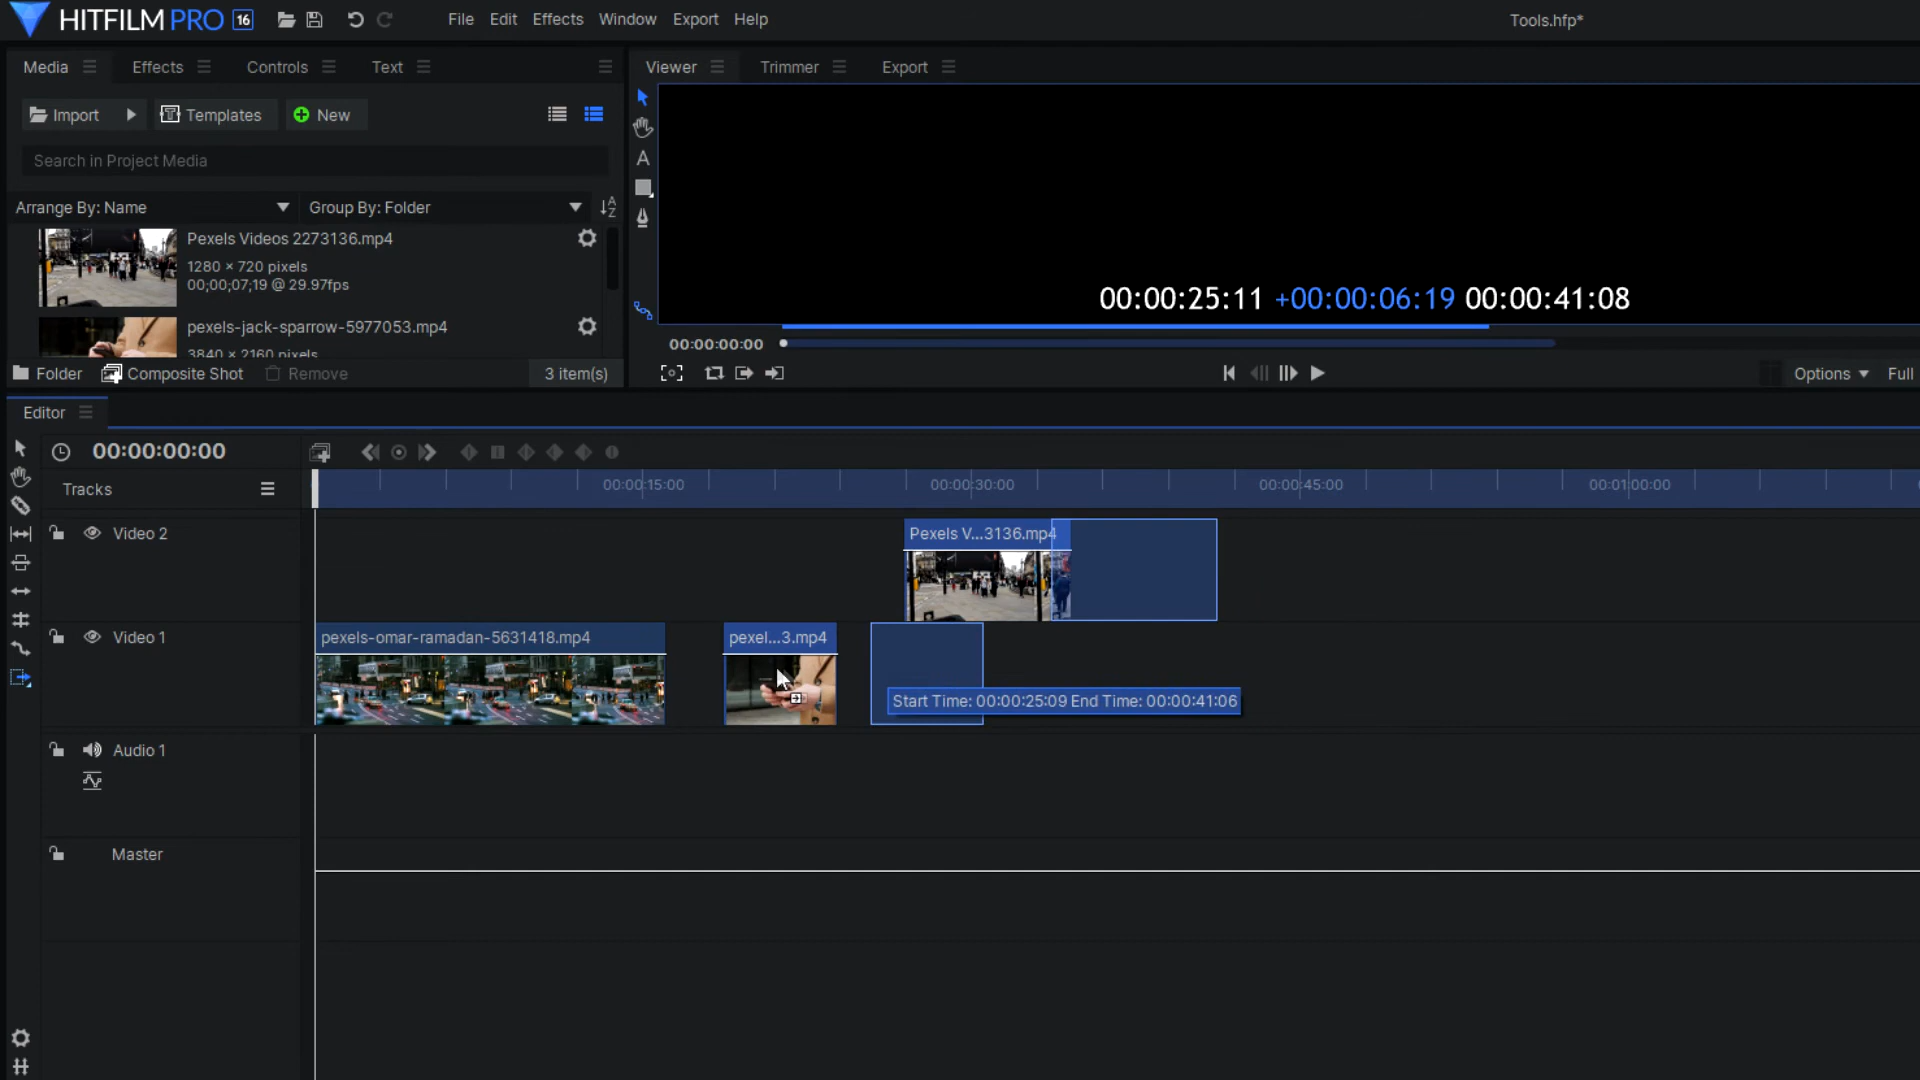 HITFILM PRO 16 File Edit Effects Window Export Help Tools.hfp*
Media Effects Controls Text
Viewer Trimmer Export
Import Templates New
Search in Project Media
Arrange By: Name Group By: Folder
Pexels Videos 2273136.mp4
1280 × 720 pixels
00;00;07;19 @ 29.97fps
pexels-jack-sparrow-5977053.mp4
3840 × 2160 pixels
Folder Composite Shot Remove 3 item(s)
A
00:00:25:11 +00:00:06:19 00:00:41:08
00:00:00:00
Options Full
Editor
00:00:00:00
Tracks
00:00:15:00 00:00:30:00 00:00:45:00 00:01:00:00
Video 2
Pexels V...3136.mp4
Video 1
pexels-omar-ramadan-5631418.mp4 pexel...3.mp4
Start Time: 00:00:25:09 End Time: 00:00:41:06
Audio 1
Master